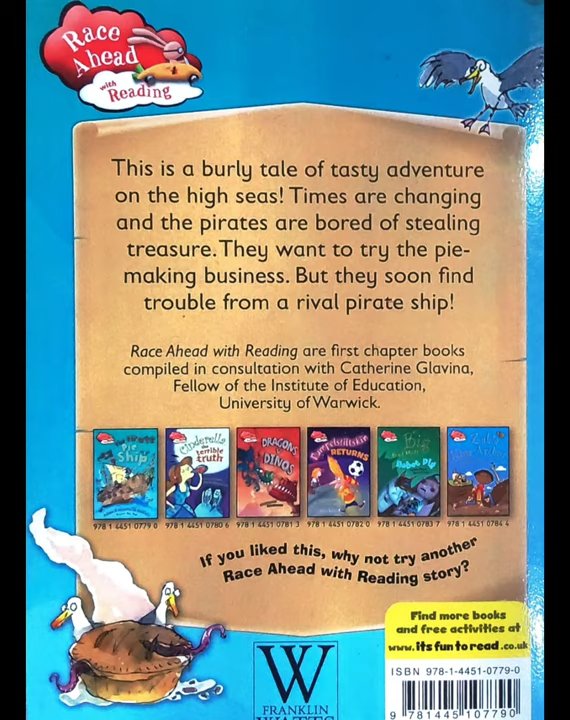 Race
Ahead
with
Reading
This is a burly tale of tasty adventure
on the high seas! Times are changing
and the pirates are bored of stealing
treasure. They want to try the pie-
making business. But they soon find
trouble from a rival pirate ship!
Race Ahead with Reading are first chapter books
compiled in consultation with Catherine Glavina,
Fellow of the Institute of Education,
University of Warwick.
Pie
Ship
Cinderella
the
terrible
truth
DRAGONS
DINOS
Rumpelstiltskin
RETURNS
Big
Robot Pig
978 1 4451 0779 0 978 1 4451 0780 6 978 1 4451 0781 3 978 1 4451 0782 0 978 1 4451 0783 7 978 1 4451 0784 4
If you liked this, why not try another
Race Ahead with Reading story?
Find more books
and free activities at
www.itsfuntoread.co.uk
ISBN 978-1-4451-0779-0
9 781445 107790
W
FRANKLIN
WATTS